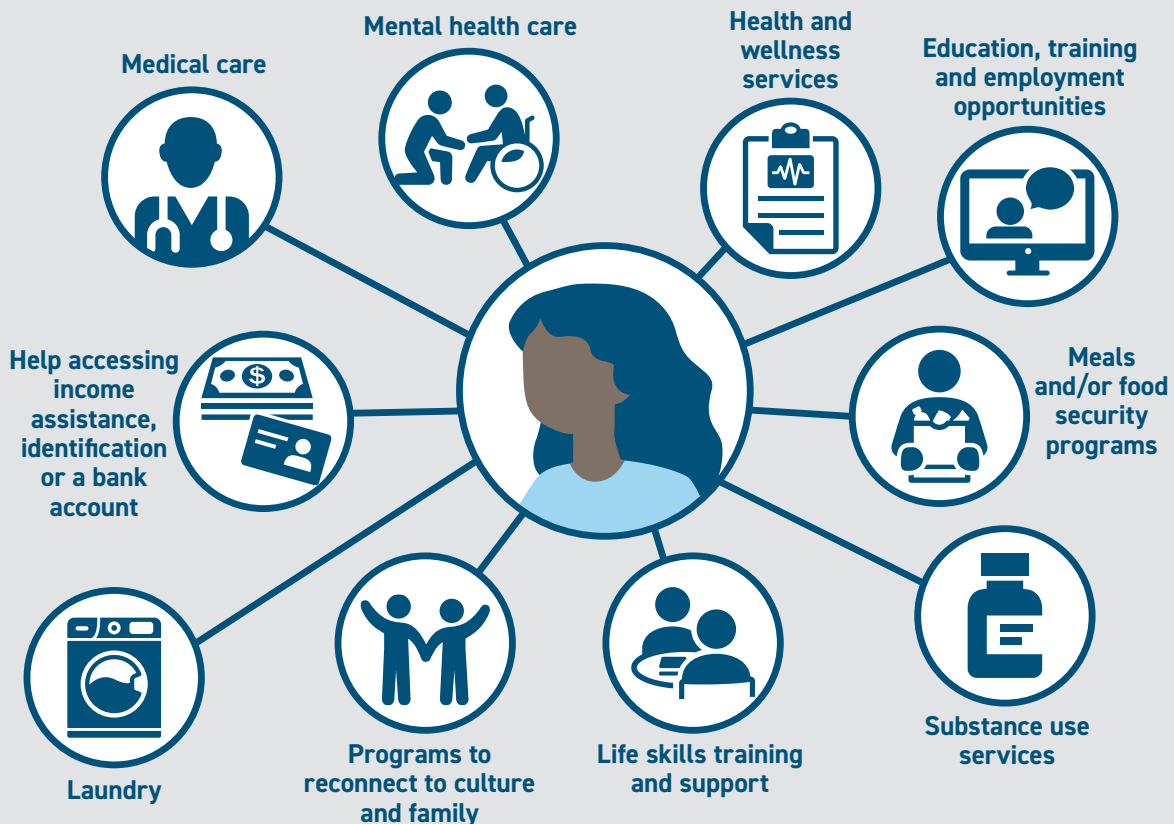 Medical care
Mental health care
Health and
wellness
services
Education, training
and employment
opportunities
Help accessing
income
assistance,
identification
or a bank
account
$
Meals
and/or food
security
programs
Laundry
Programs to
reconnect to culture
and family
Life skills training
and support
Substance use
services